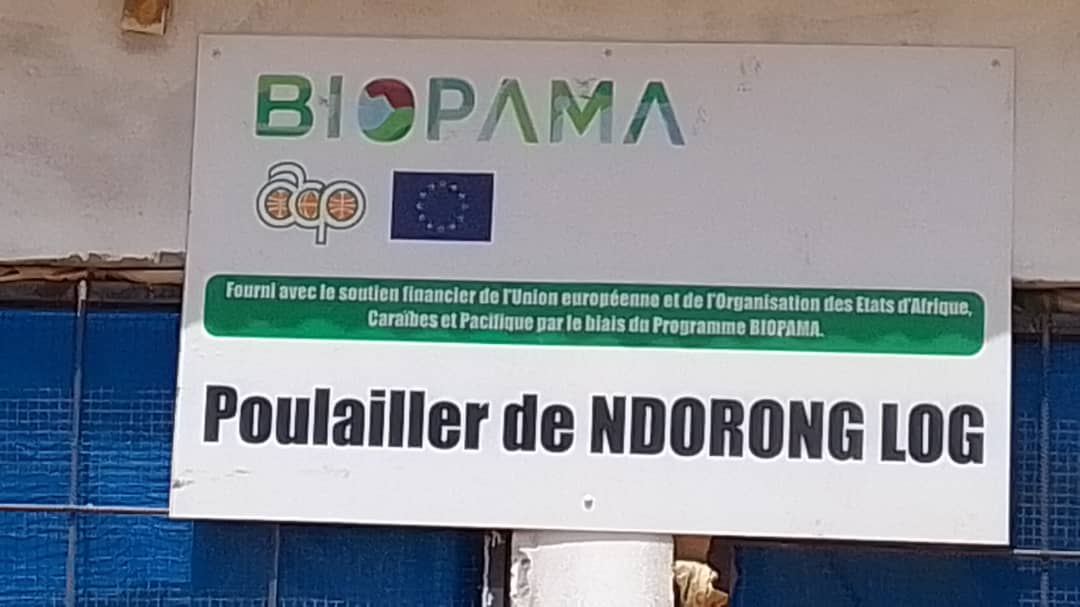 BIOPAMA
acp
Fourni avec le soutien financier de l'Union européenne et de l'Organisation des Etats d'Afrique,
Caraïbes et Pacifique par le biais du Programme BIOPAMA.
Poulailler de NDORONG LOG